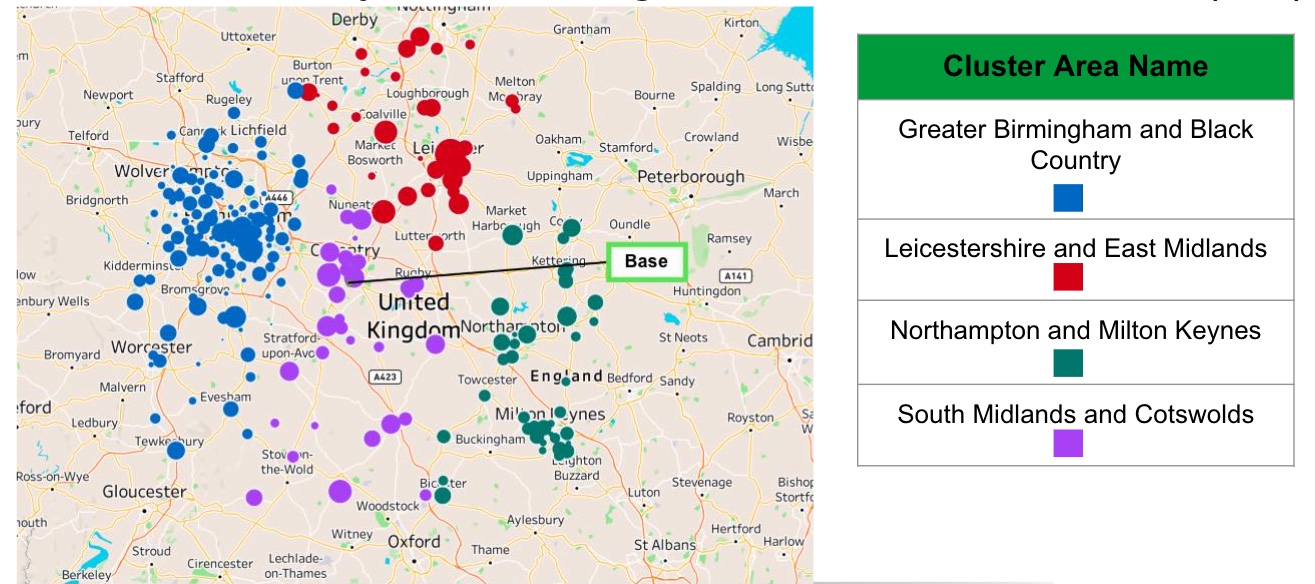 Derby
Nottingham
Kirton
Uttoxeter
Grantham
Burton
upon Trent
Stafford
Melton
Mowbray
Spalding
Long Sutt
Newport
Rugeley
Loughborough
Bourne
Telford
Cannock
Lichfield
Coalville
Crowland
Wisbe
Oakham
Stamford
Market
Bosworth
Leicester
Wolverhampton
Uppingham
Peterborough
Bridgnorth
A446
Nuneaton
March
Market
Harborough
Corby
Oundle
Birmingham
Lutterworth
Ramsey
Coventry
Base
Kettering
Kidderminster
Rugby
A141
Bromsgrove
Huntingdon
enbury Wells
United
Kingdom
Northampton
Stratford-
upon-Avo
St Neots
Cambrid
Worcester
Bromyard
A423
Towcester
England
Bedford
Sandy
Malvern
Evesham
Milton Keynes
Royston
Ledbury
Tewkesbury
Buckingham
Stow-on-
the-Wold
Leighton
Buzzard
Ross-on-Wye
Bicester
Stevenage
Bishop
Stortfo
Gloucester
Luton
Woodstock
Aylesbury
Hertford
Witney
Oxford
Harlow
Stroud
Thame
St Albans
Lechlade-
on-Thames
Cirencester
Berkeley
Cluster Area Name
Greater Birmingham and Black
Country
Leicestershire and East Midlands
Northampton and Milton Keynes
South Midlands and Cotswolds